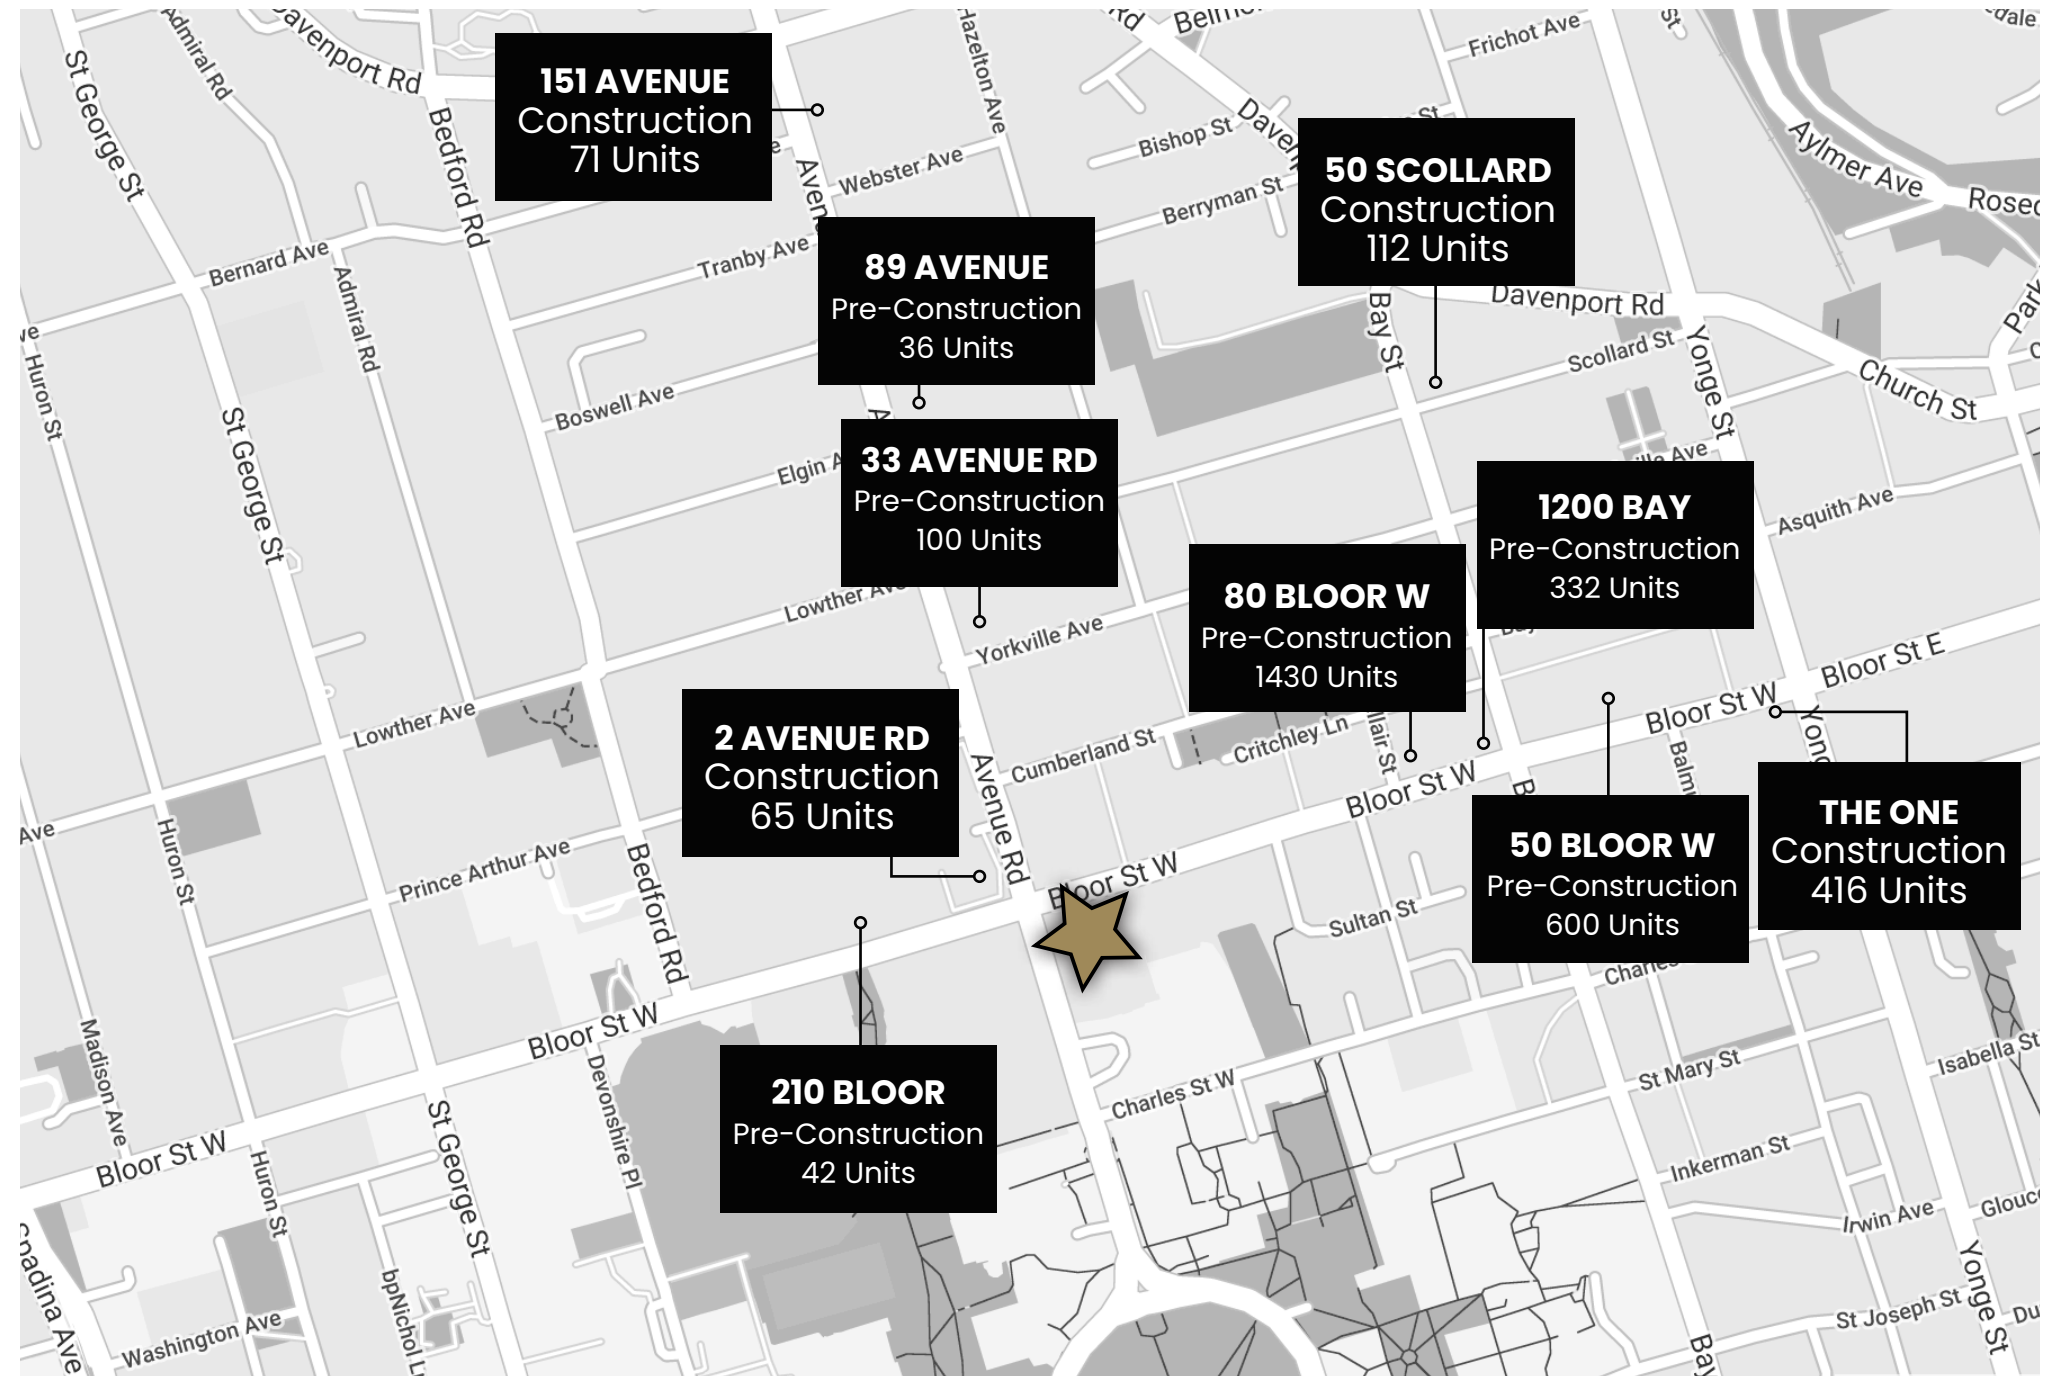 St George St
Admiral Rd
Davenport Rd
Bedford Rd
151 AVENUE
Construction
71 Units
Hazelton Ave
Rd
Frichot Ave
St
Bishop St
Webster Ave
Berryman St
50 SCOLLARD
Construction
112 Units
Aylmer Ave
Bernard Ave
Tranby Ave
89 AVENUE
Pre-Construction
36 Units
Davenport Rd
Bay St
Scollard St
Yonge St
Church St
Huron St
Admiral Rd
Boswell Ave
St George St
33 AVENUE RD
Pre-Construction
100 Units
1200 BAY
Pre-Construction
332 Units
Asquith Ave
Lowther Ave
Yorkville Ave
80 BLOOR W
Pre-Construction
1430 Units
Bloor St E
Bloor St W
Lowther Ave
2 AVENUE RD
Construction
65 Units
Avenue Rd
Cumberland St
Critchley Ln
Bloor St W
50 BLOOR W
Pre-Construction
600 Units
THE ONE
Construction
416 Units
Ave
Huron St
Prince Arthur Ave
Bedford Rd
Bloor St W
Sultan St
Bloor St W
Madison Ave
Devonshire Pl
210 BLOOR
Pre-Construction
42 Units
Charles St W
St Mary St
Isabella St
Bloor St W
Huron St
St George St
Inkerman St
Irwin Ave
Spadina Ave
Washington Ave
St Joseph St
Yonge St
Bay